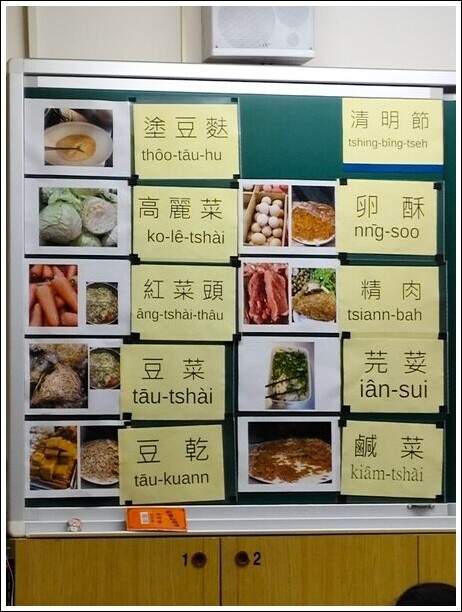 塗豆麩
thôo-tāu-hu
高麗菜
ko-lê-tshài
紅菜頭
âng-tshài-thâu
豆菜
tāu-tshài
豆乾
tāu-kuann
清明節
tshing-bîng-tseh
卵酥
nn̄g-soo
精肉
tsiann-bah
芫荽
iân-sui
鹹菜
kiâm-tshài
1
2